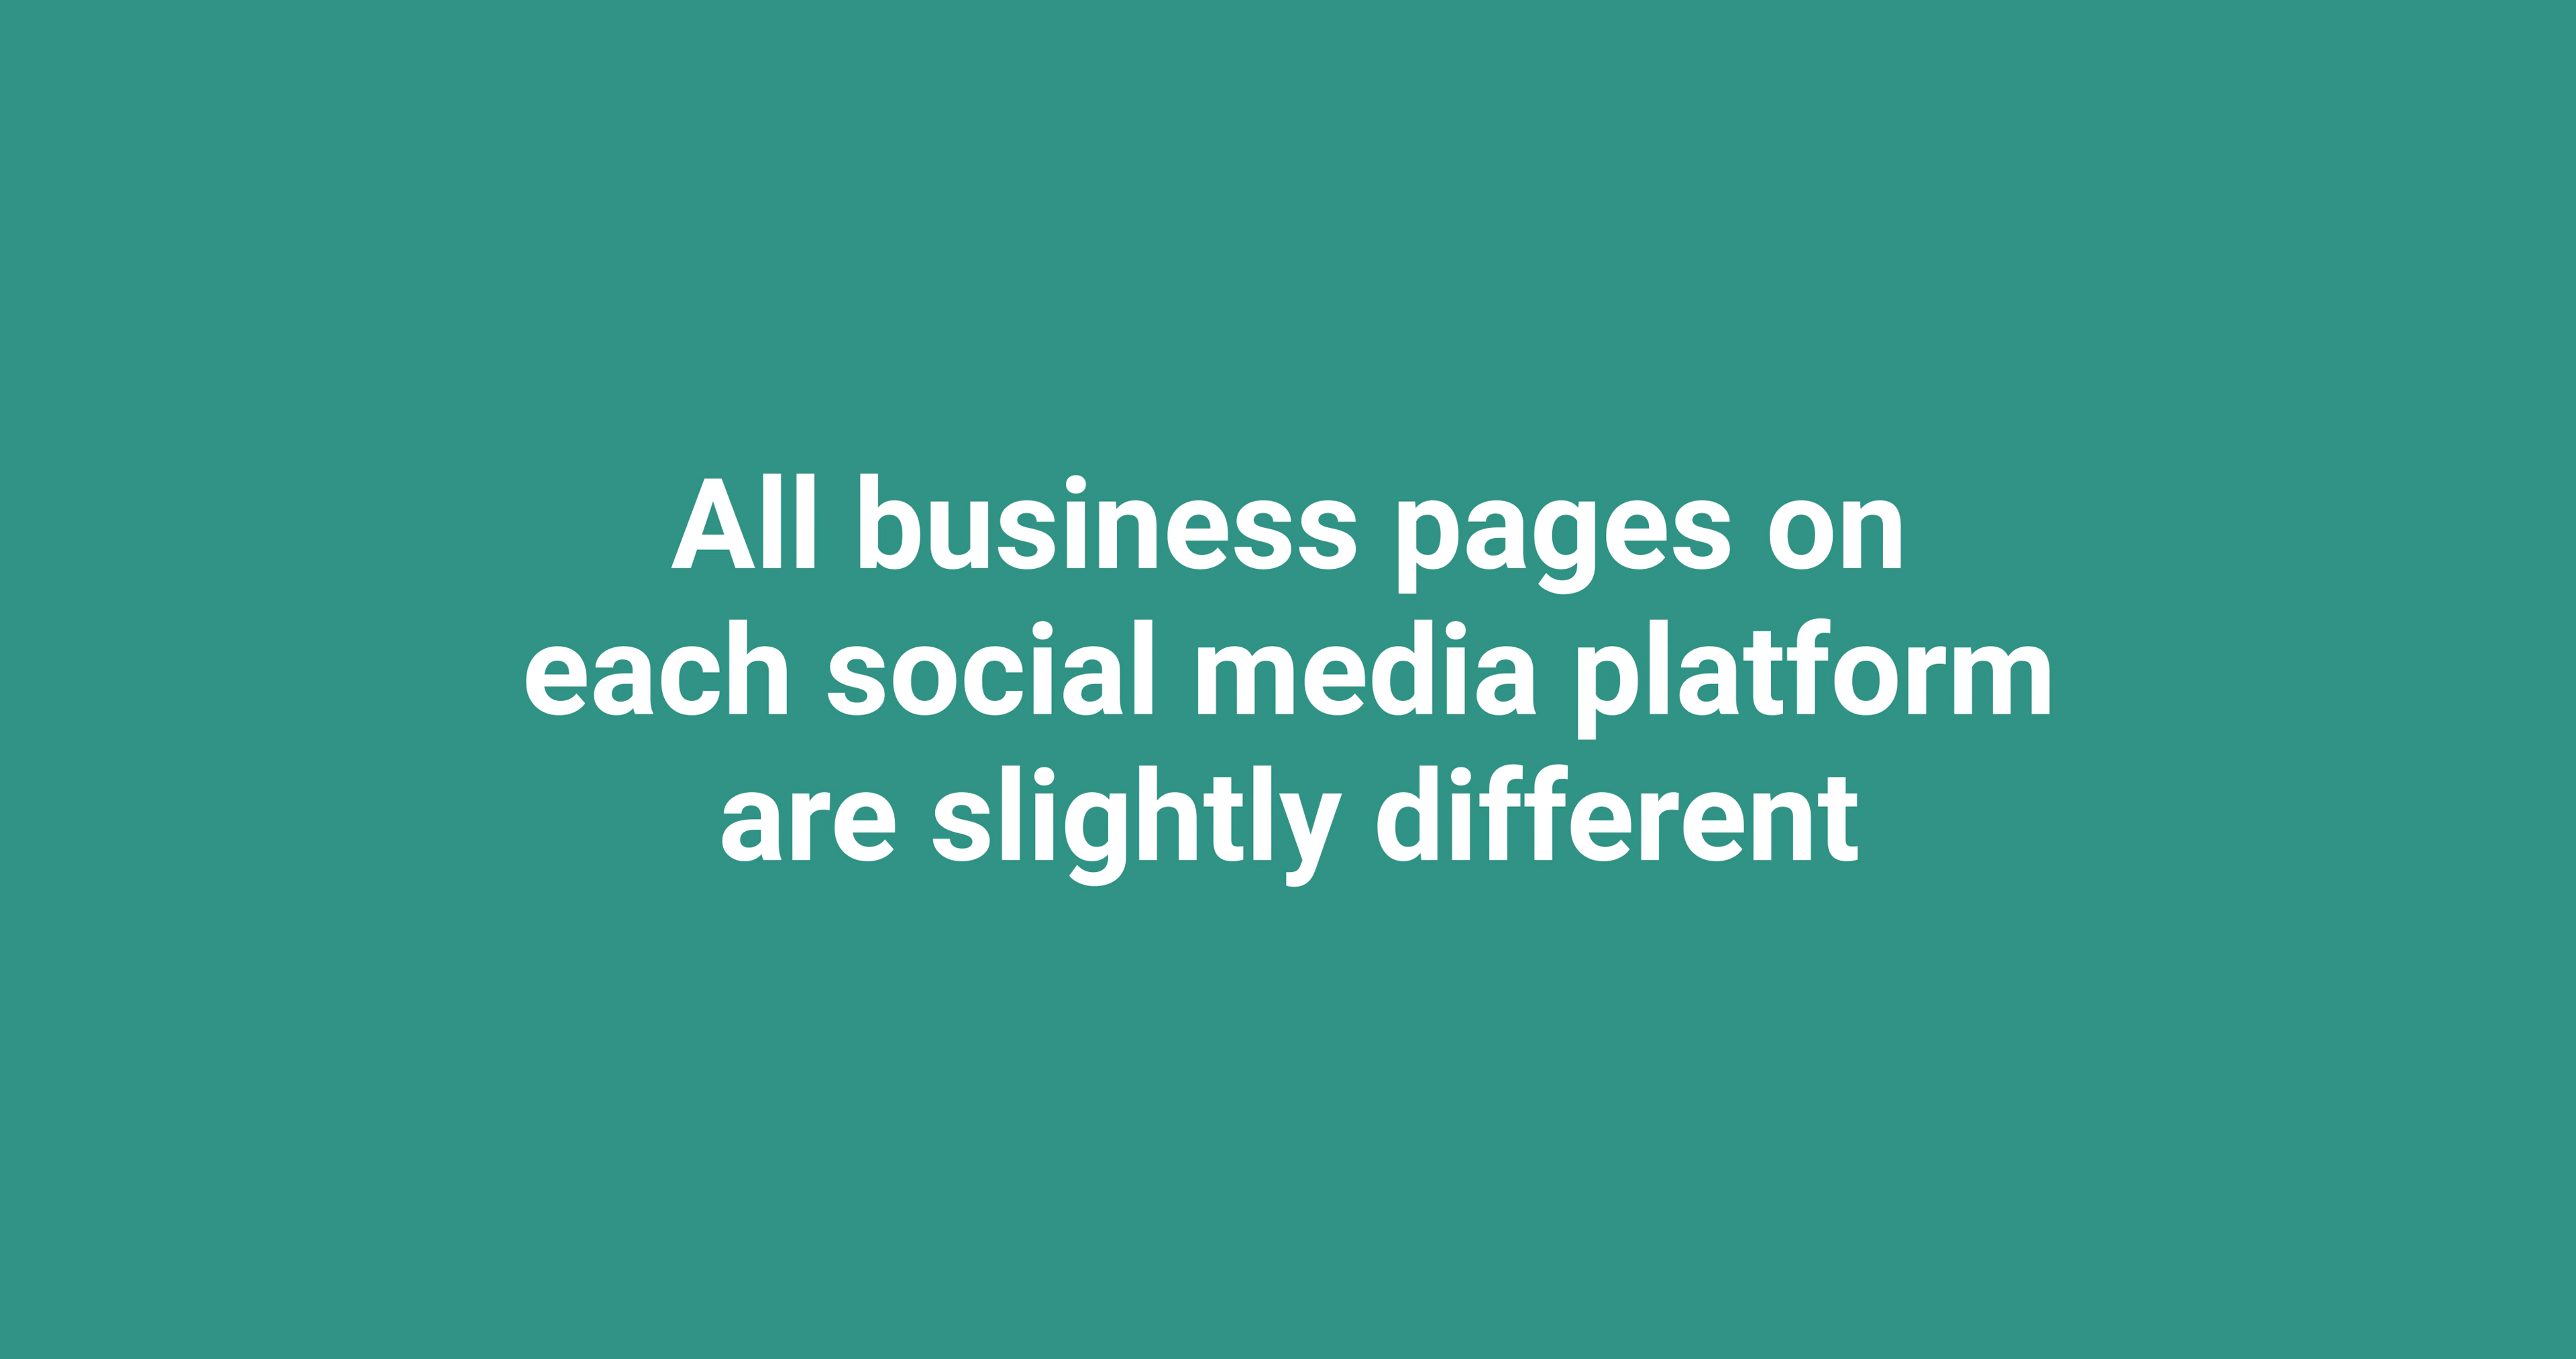 All business pages on
each social media platform
are slightly different